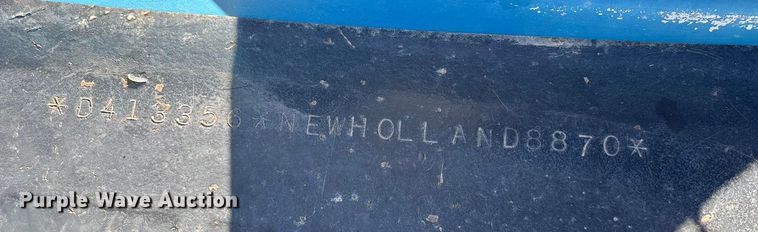 *D413356*NEWHOLLAND8870*
Purple Wave Auction